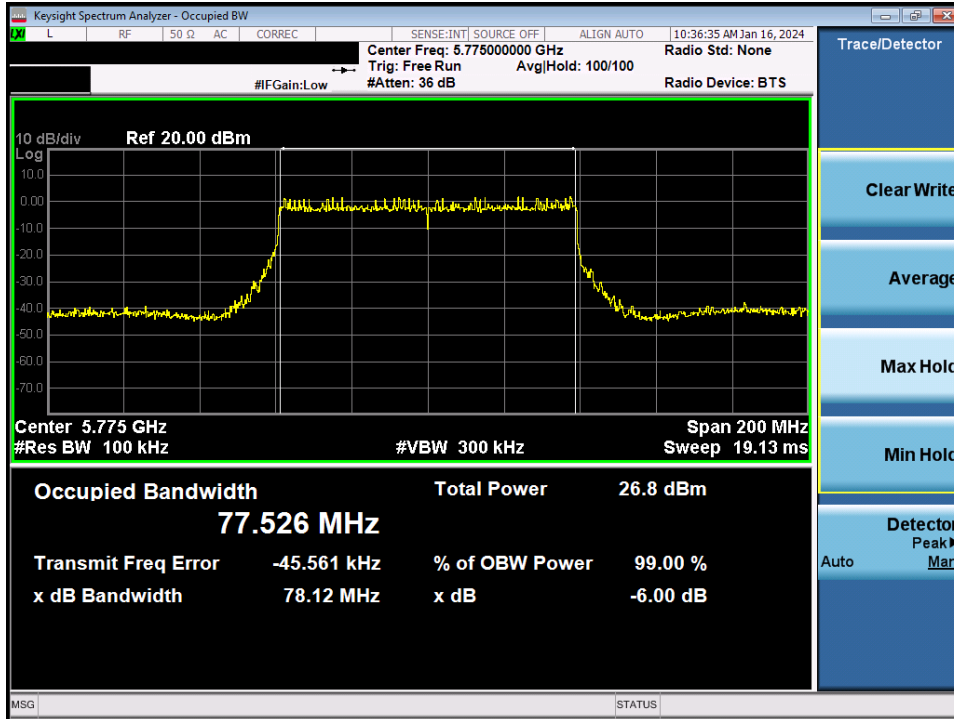 Keysight Spectrum Analyzer - Occupied BW
LXI L RF 50 Ω AC CORREC SENSE:INT SOURCE OFF ALIGN AUTO 10:36:35 AM Jan 16, 2024
Center Freq: 5.775000000 GHz Radio Std: None
Trig: Free Run Avg|Hold: 100/100
#IFGain:Low #Atten: 36 dB Radio Device: BTS
10 dB/div Ref 20.00 dBm
Log
10.0
0.00
-10.0
-20.0
-30.0
-40.0
-50.0
-60.0
-70.0
Center 5.775 GHz Span 200 MHz
#Res BW 100 kHz #VBW 300 kHz Sweep 19.13 ms
Occupied Bandwidth Total Power 26.8 dBm
77.526 MHz
Transmit Freq Error -45.561 kHz % of OBW Power 99.00 %
x dB Bandwidth 78.12 MHz x dB -6.00 dB
MSG STATUS
Trace/Detector
Clear Write
Average
Max Hold
Min Hold
Detector
Peak
Auto Man